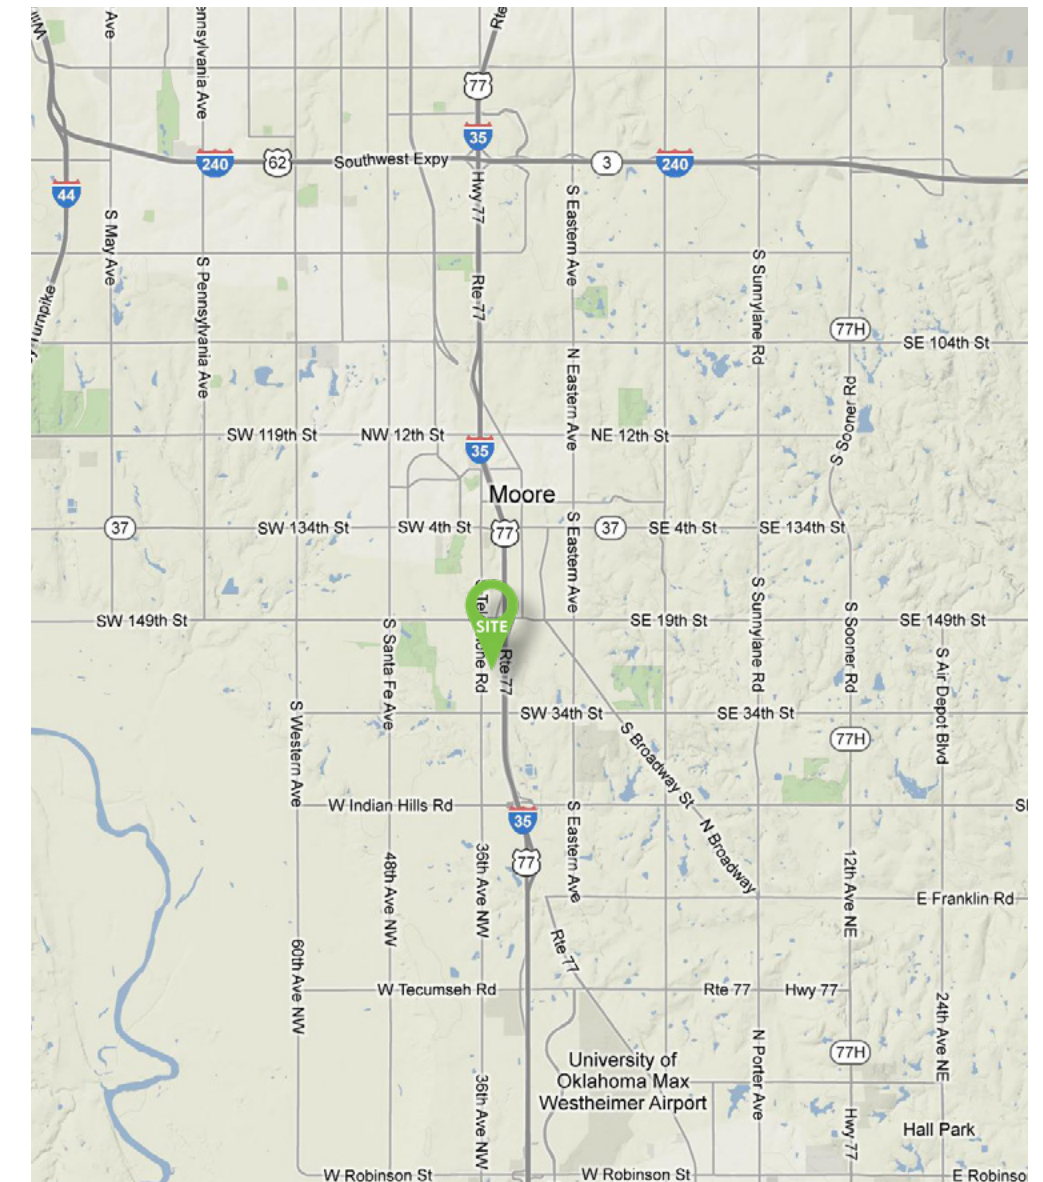 Ave
Rte
77
35
240
62
Southwest Expy
3
240
44
Hwy 77
S May Ave
S Eastern Ave
S Pennsylvania Ave
Rte 77
S Sunnylane Rd
77H
SE 104th St
N Eastern Ave
S Sooner Rd
SW 119th St
NW 12th St
NE 12th St
35
Moore
37
SW 134th St
SW 4th St
77
37
SE 4th St
SE 134th St
S Eastern Ave
SITE
SW 149th St
SE 19th St
SE 149th St
S Santa Fe Ave
Rte 77
S Sunnylane Rd
S Sooner Rd
S Air Depot Blvd
S Western Ave
SW 34th St
SE 34th St
S Broadway St
77H
W Indian Hills Rd
35
S Eastern Ave
N Broadway
77
48th Ave NW
36th Ave NW
12th Ave NE
E Franklin Rd
60th Ave NW
Rte 77
W Tecumseh Rd
Rte 77
Hwy 77
24th Ave NE
University of
Oklahoma Max
Westheimer Airport
N Porter Ave
77H
36th Ave NW
Hwy 77
Hall Park
W Robinson St
W Robinson St
E Robinso